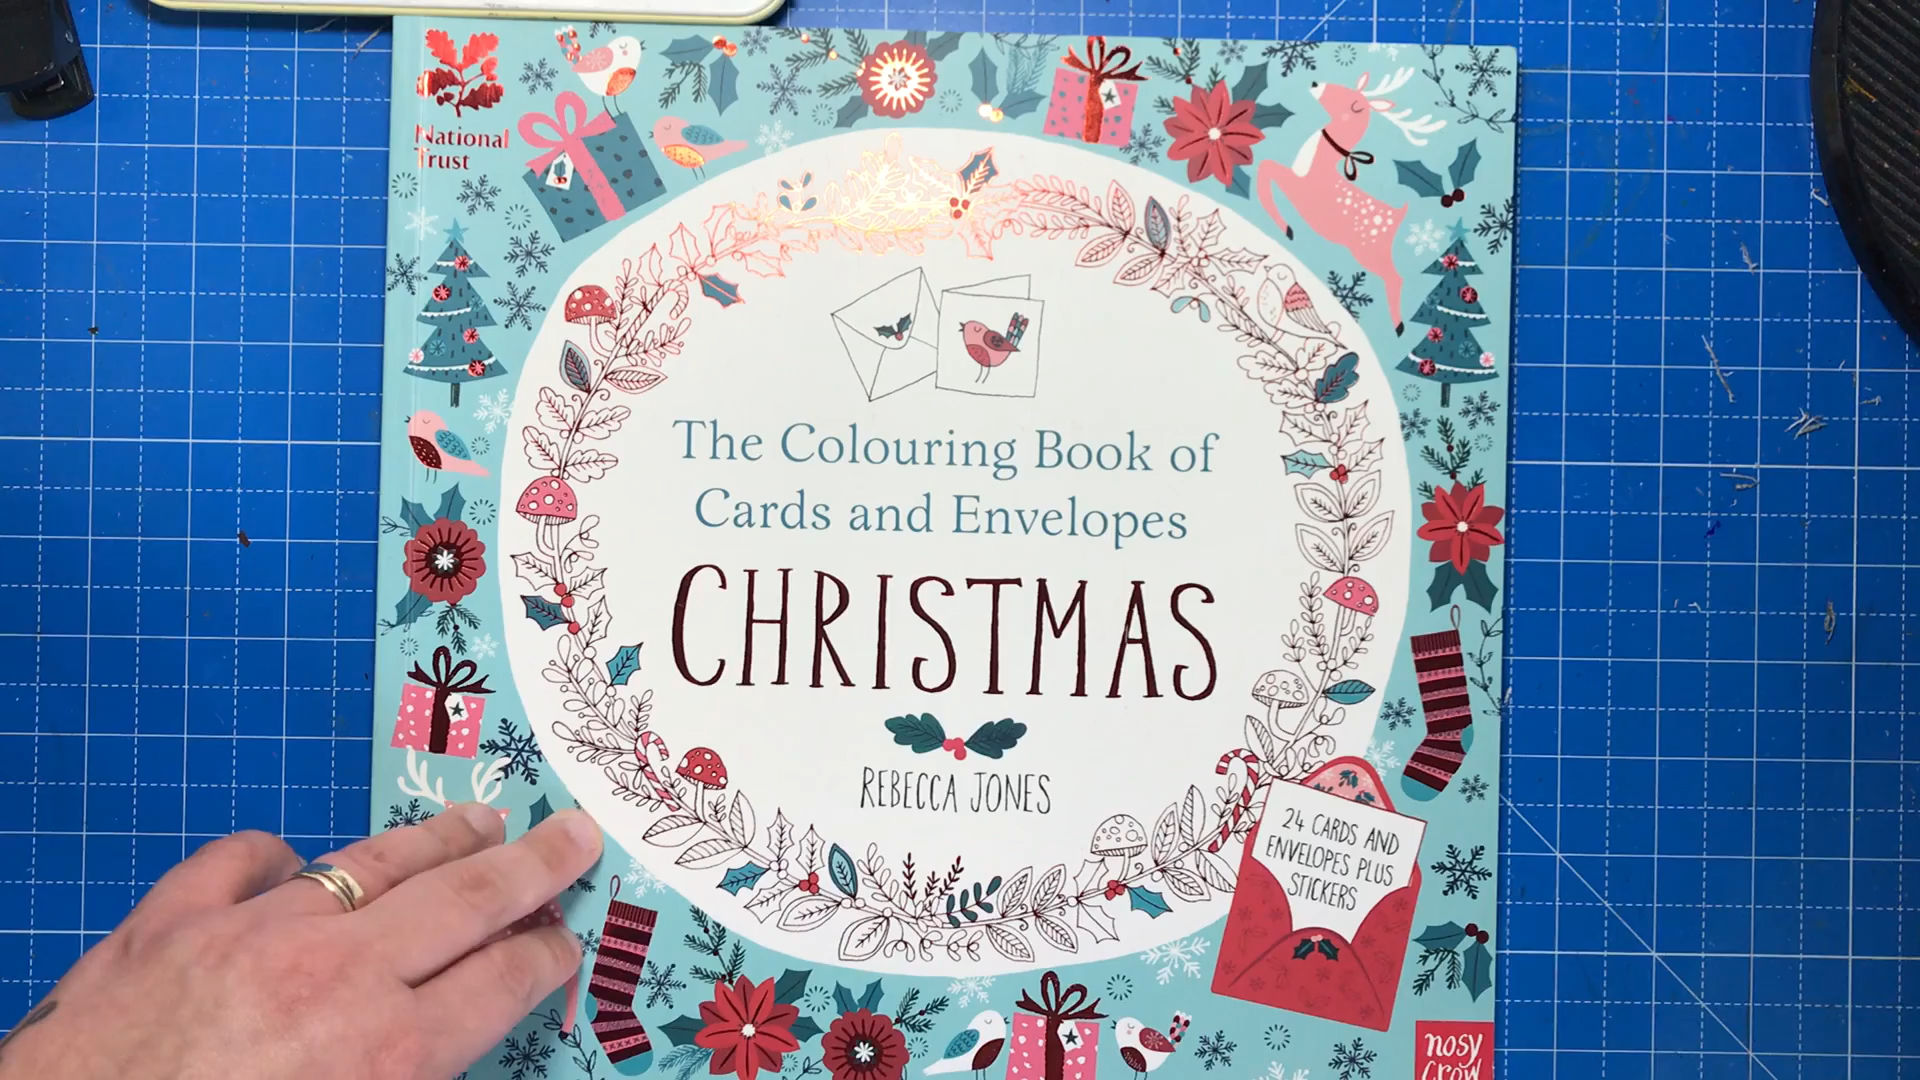 National
Trust
The Colouring Book of
Cards and Envelopes
CHRISTMAS
REBECCA JONES
24 CARDS AND
ENVELOPES PLUS
STICKERS
nosy
crow